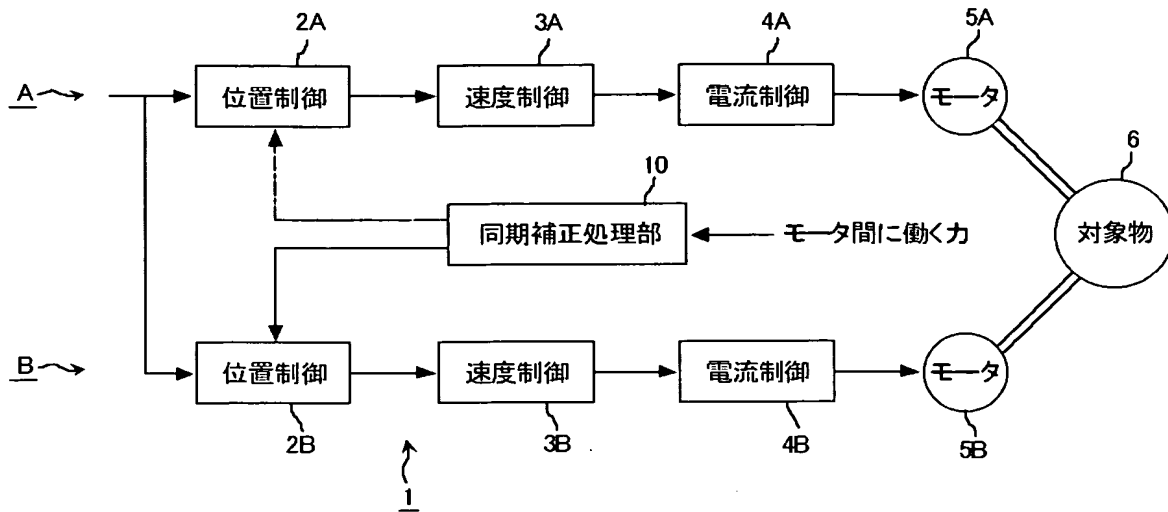 2A
3A
4A
5A
A
位置制御
速度制御
電流制御
モータ
6
10
同期補正処理部
モータ間に働く力
対象物
B
位置制御
速度制御
電流制御
モータ
2B
3B
4B
5B
1